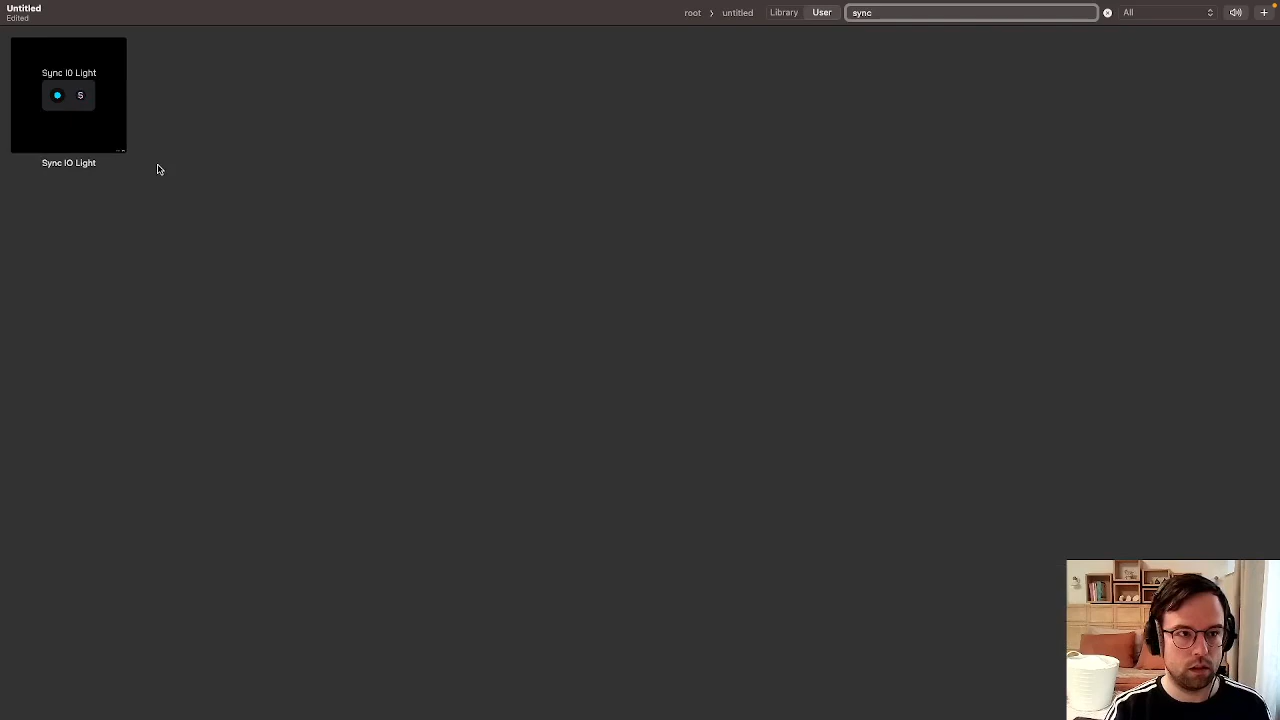 Untitled
Edited
root › untitled Library User sync All
Sync IO Light
S
Sync IO Light